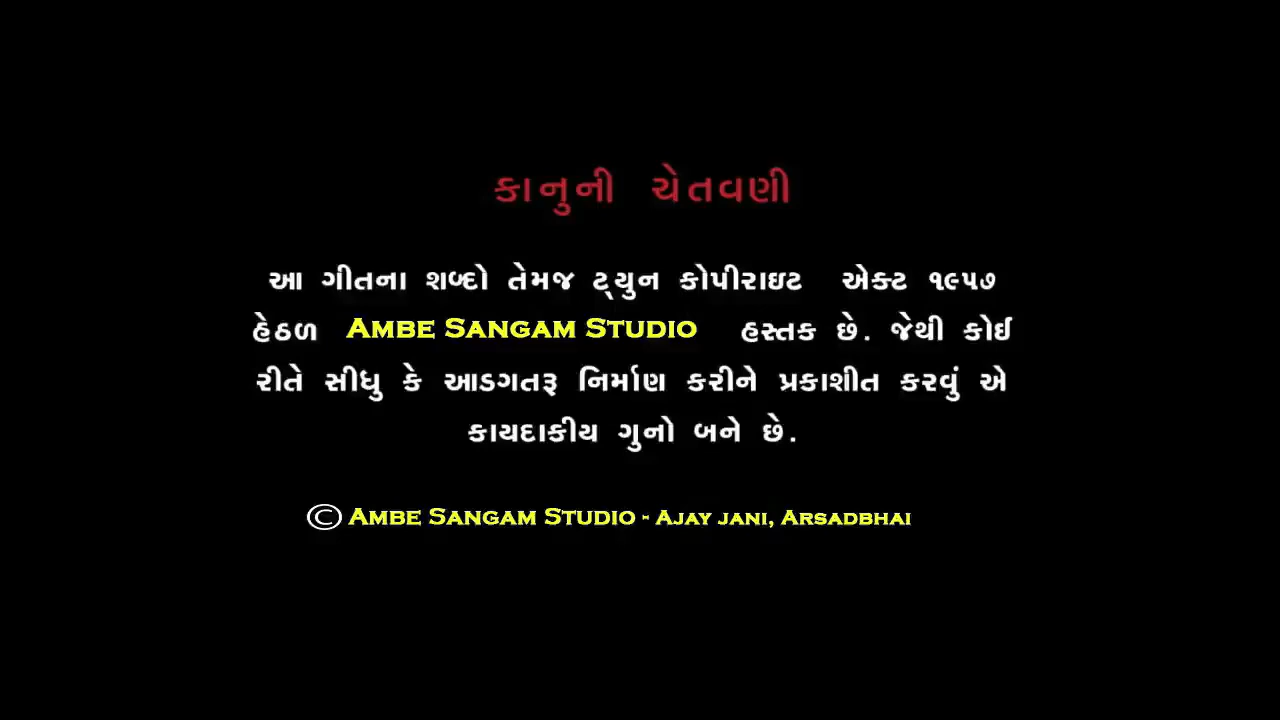 કાનુની ચેતવણી
આ ગીતના શબ્દો તેમજ ટ્યુન કોપીરાઇટ એક્ટ ૧૯૫૭
હેઠળ AMBE SANGAM STUDIO હસ્તક છે. જેથી કોઈ
રીતે સીધુ કે આડગતરૂ નિર્માણ કરીને પ્રકાશીત કરવું એ
કાયદાકીય ગુનો બને છે.
© AMBE SANGAM STUDIO - AJAY JANI, ARSADBHAI